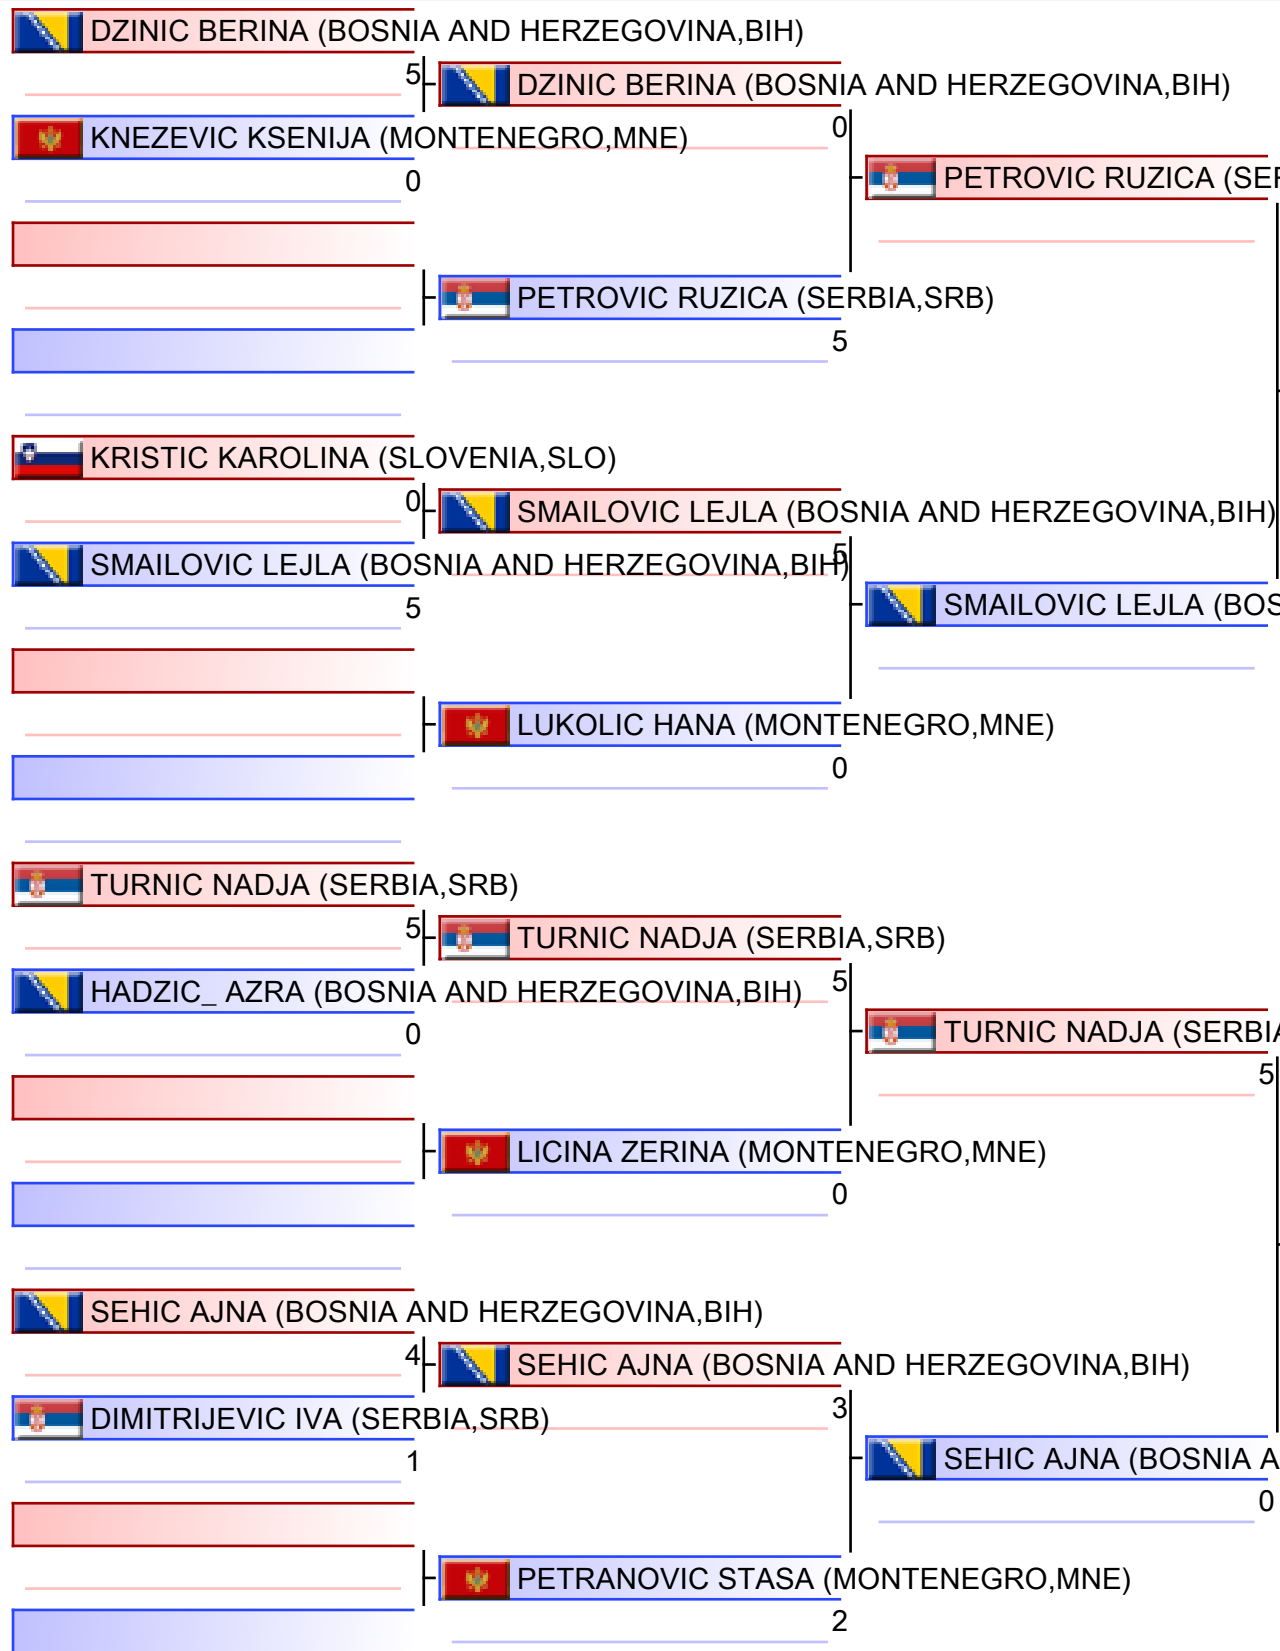 DZINIC BERINA (BOSNIA AND HERZEGOVINA,BIH)
5
DZINIC BERINA (BOSNIA AND HERZEGOVINA,BIH)
0
KNEZEVIC KSENIJA (MONTENEGRO,MNE)
0
PETROVIC RUZICA (SER
PETROVIC RUZICA (SERBIA,SRB)
5
KRISTIC KAROLINA (SLOVENIA,SLO)
0
SMAILOVIC LEJLA (BOSNIA AND HERZEGOVINA,BIH)
5
SMAILOVIC LEJLA (BOSNIA AND HERZEGOVINA,BIH)
5
SMAILOVIC LEJLA (BOS
LUKOLIC HANA (MONTENEGRO,MNE)
0
TURNIC NADJA (SERBIA,SRB)
5
TURNIC NADJA (SERBIA,SRB)
5
HADZIC_ AZRA (BOSNIA AND HERZEGOVINA,BIH)
0
TURNIC NADJA (SERBIA
5
LICINA ZERINA (MONTENEGRO,MNE)
0
SEHIC AJNA (BOSNIA AND HERZEGOVINA,BIH)
4
SEHIC AJNA (BOSNIA AND HERZEGOVINA,BIH)
3
DIMITRIJEVIC IVA (SERBIA,SRB)
1
SEHIC AJNA (BOSNIA A
0
PETRANOVIC STASA (MONTENEGRO,MNE)
2